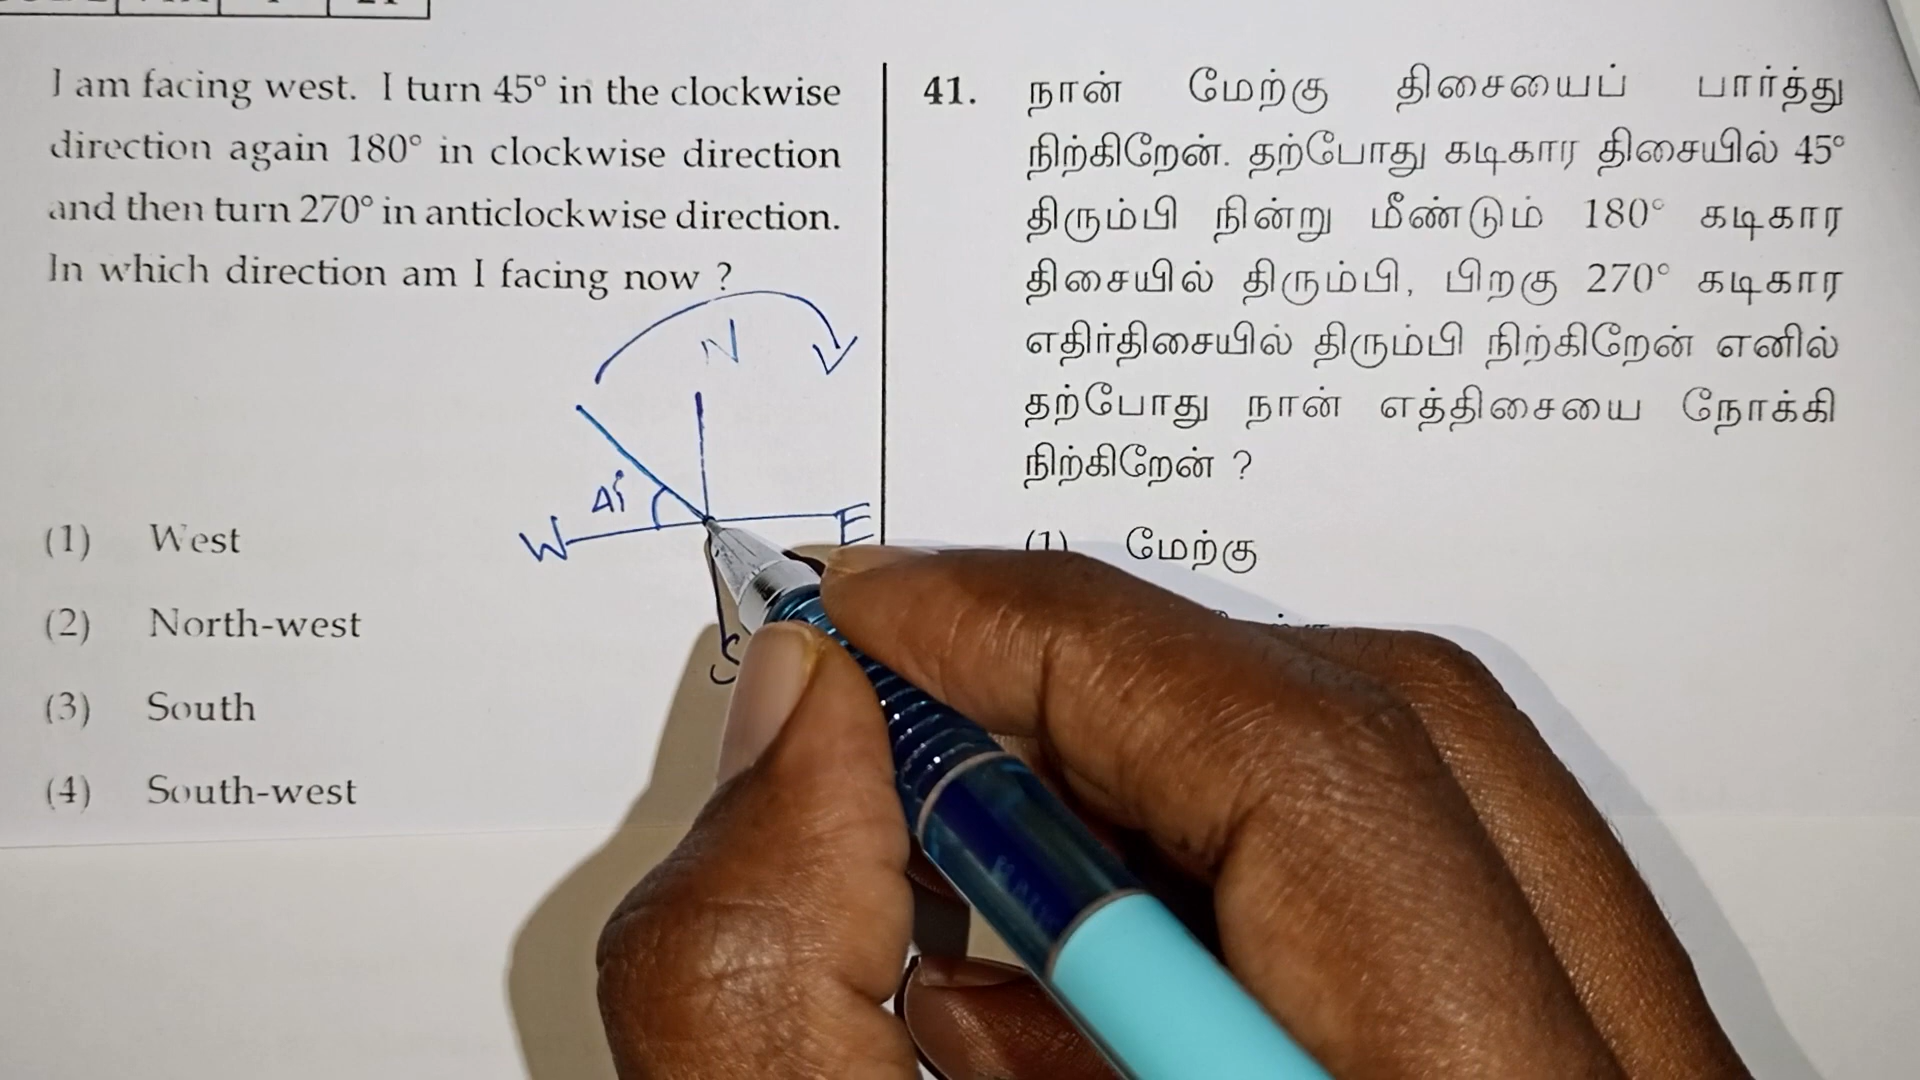 I am facing west. I turn 45° in the clockwise
direction again 180° in clockwise direction
and then turn 270° in anticlockwise direction.
In which direction am I facing now ?
(1) West
(2) North-west
(3) South
(4) South-west
N
W
E
S
41. நான் மேற்கு திசையைப் பார்த்து
நிற்கிறேன். தற்போது கடிகார திசையில் 45°
திரும்பி நின்று மீண்டும் 180° கடிகார
திசையில் திரும்பி, பிறகு 270° கடிகார
எதிர்திசையில் திரும்பி நிற்கிறேன் எனில்
தற்போது நான் எத்திசையை நோக்கி
நிற்கிறேன் ?
(1) மேற்கு